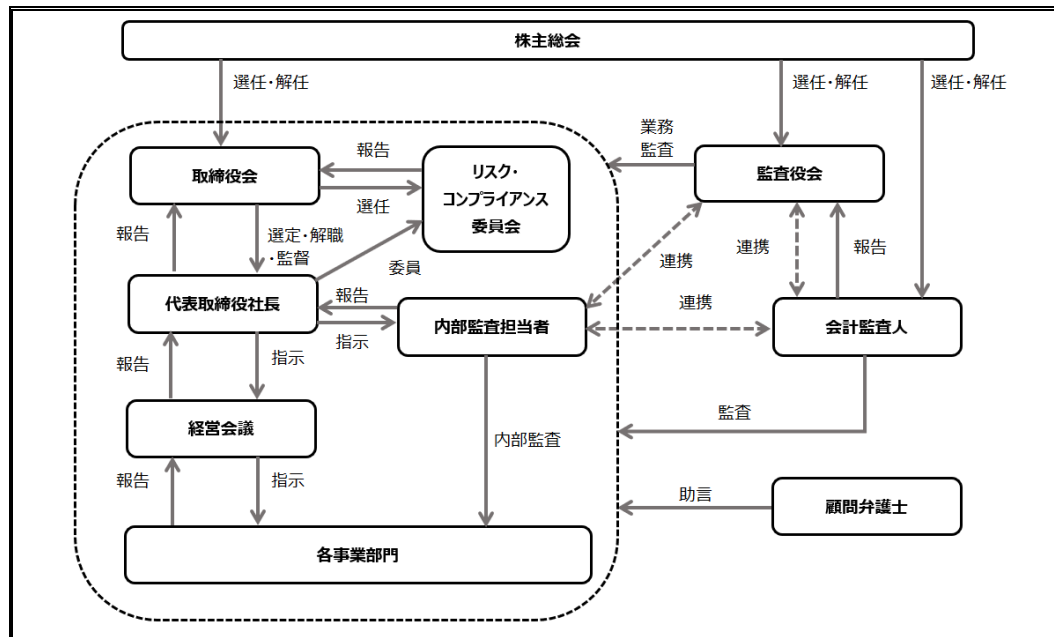 株主総会
選任・解任
選任・解任
選任・解任
業務
監査
取締役会
報告
選任
リスク・
コンプライアンス
委員会
監査役会
報告
選定・解職
・監督
委員
連携
連携
報告
代表取締役社長
報告
指示
内部監査担当者
連携
会計監査人
報告
指示
経営会議
内部監査
監査
報告
指示
助言
顧問弁護士
各事業部門